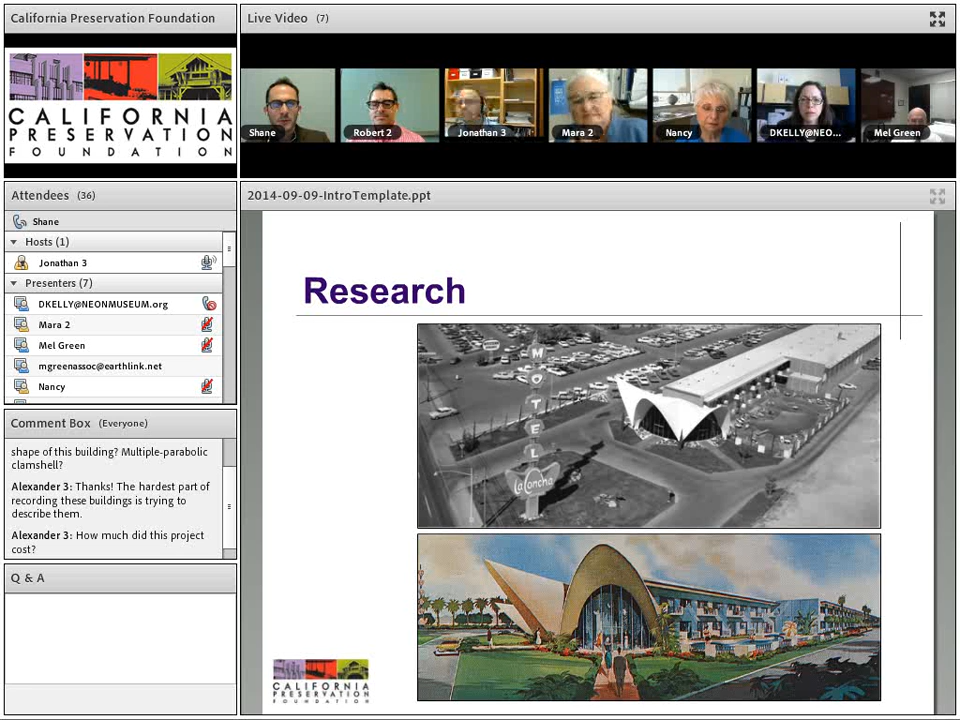 California Preservation Foundation
CALIFORNIA
PRESERVATION
FOUNDATION
Live Video (7)
Shane
Robert 2
Jonathan 3
Mara 2
Nancy
DKELLY@NEO...
Mel Green
Attendees (36)
Shane
Hosts (1)
Jonathan 3
Presenters (7)
DKELLY@NEONMUSEUM.org
Mara 2
Mel Green
mgreenassoc@earthlink.net
Nancy
Comment Box (Everyone)
shape of this building? Multiple-parabolic
clamshell?
Alexander 3: Thanks! The hardest part of
recording these buildings is trying to
describe them.
Alexander 3: How much did this project
cost?
Q & A
2014-09-09-IntroTemplate.ppt
Research
MOTEL
La Concha
CALIFORNIA
PRESERVATION
FOUNDATION